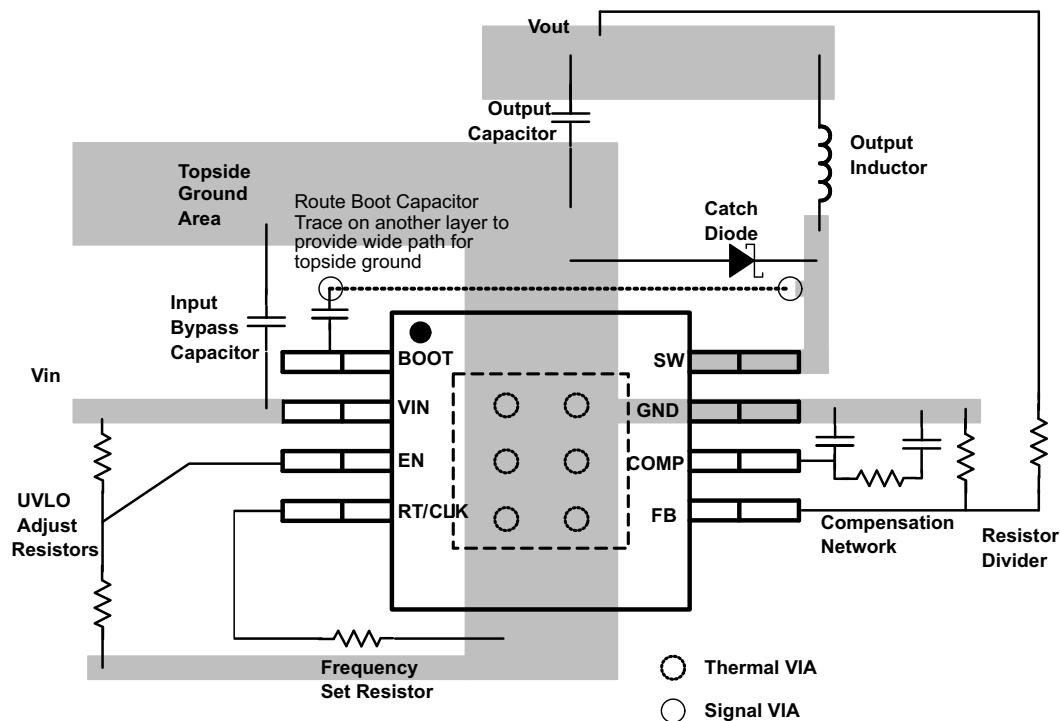 Vout
Output
Capacitor
Output
Inductor
Topside
Ground
Area
Route Boot Capacitor
Trace on another layer to
provide wide path for
topside ground
Catch
Diode
Input
Bypass
Capacitor
Vin
BOOT
VIN
EN
RT/CLK
SW
GND
COMP
FB
UVLO
Adjust
Resistors
Compensation
Network
Resistor
Divider
Frequency
Set Resistor
Thermal VIA
Signal VIA